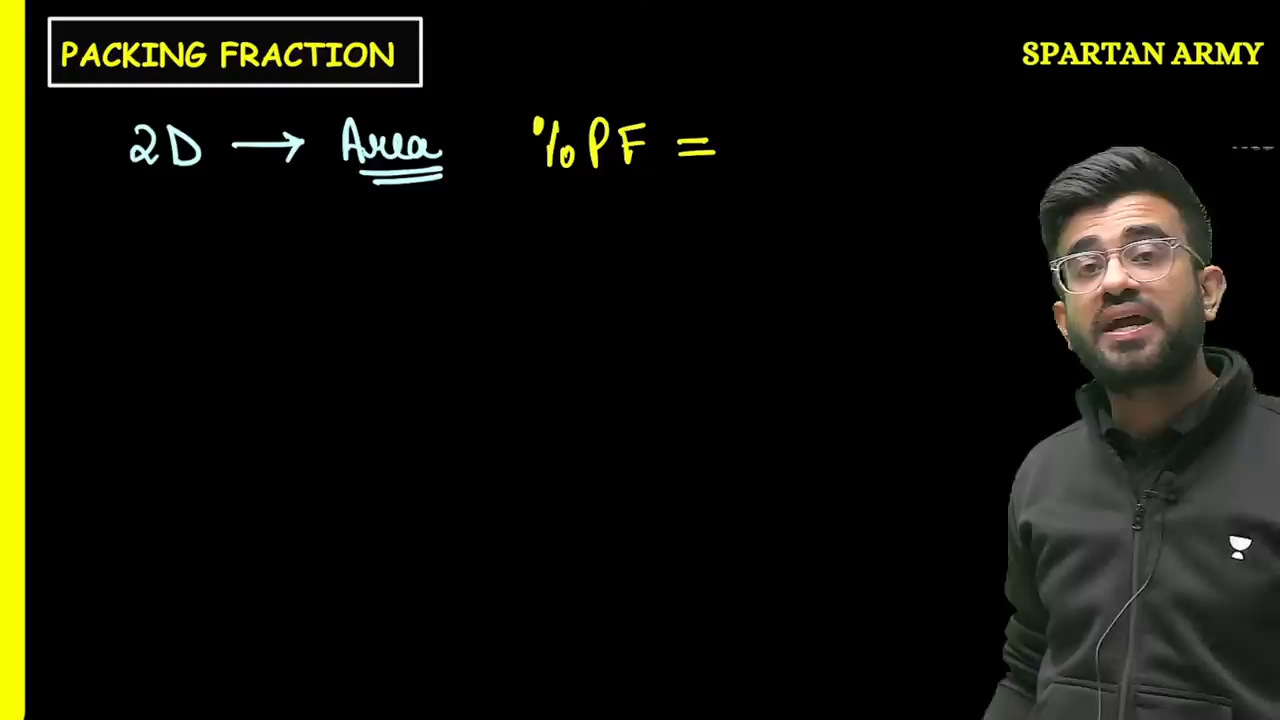 PACKING FRACTION
SPARTAN ARMY
2D → Area %PF =